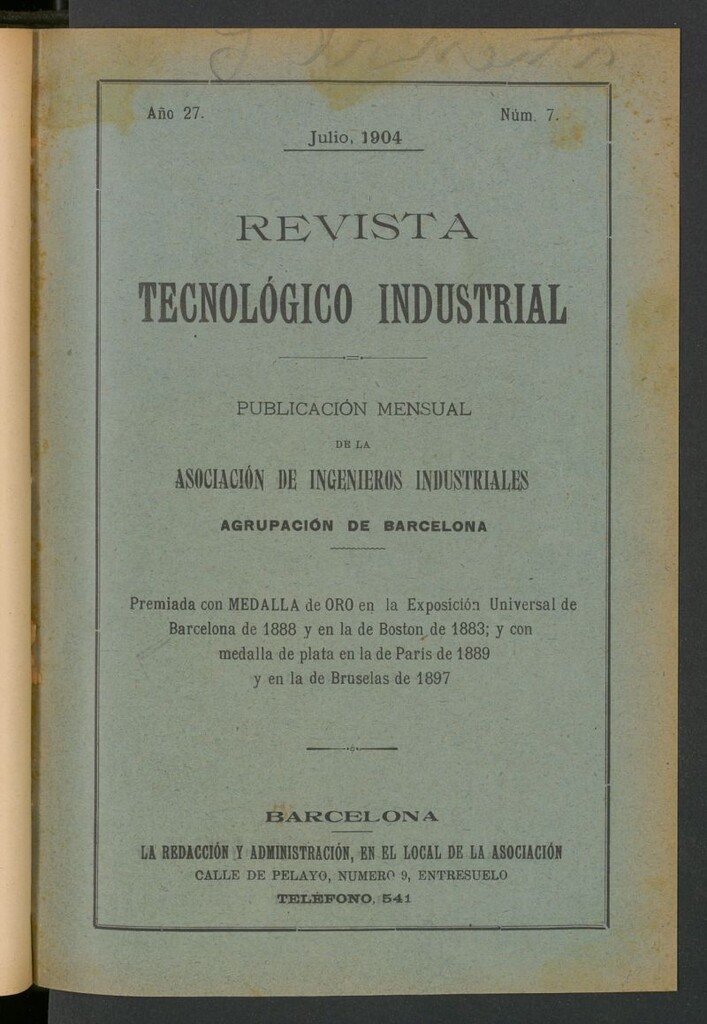 Año 27.
Núm. 7.
Julio, 1904
REVISTA
TECNOLÓGICO INDUSTRIAL
PUBLICACIÓN MENSUAL
DE LA
ASOCIACIÓN DE INGENIEROS INDUSTRIALES
AGRUPACIÓN DE BARCELONA
Premiada con MEDALLA de ORO en la Exposición Universal de
Barcelona de 1888 y en la de Boston de 1883; y con
medalla de plata en la de París de 1889
y en la de Bruselas de 1897
BARCELONA
LA REDACCIÓN Y ADMINISTRACIÓN, EN EL LOCAL DE LA ASOCIACIÓN
CALLE DE PELAYO, NUMERO 9, ENTRESUELO
TELÉFONO, 541